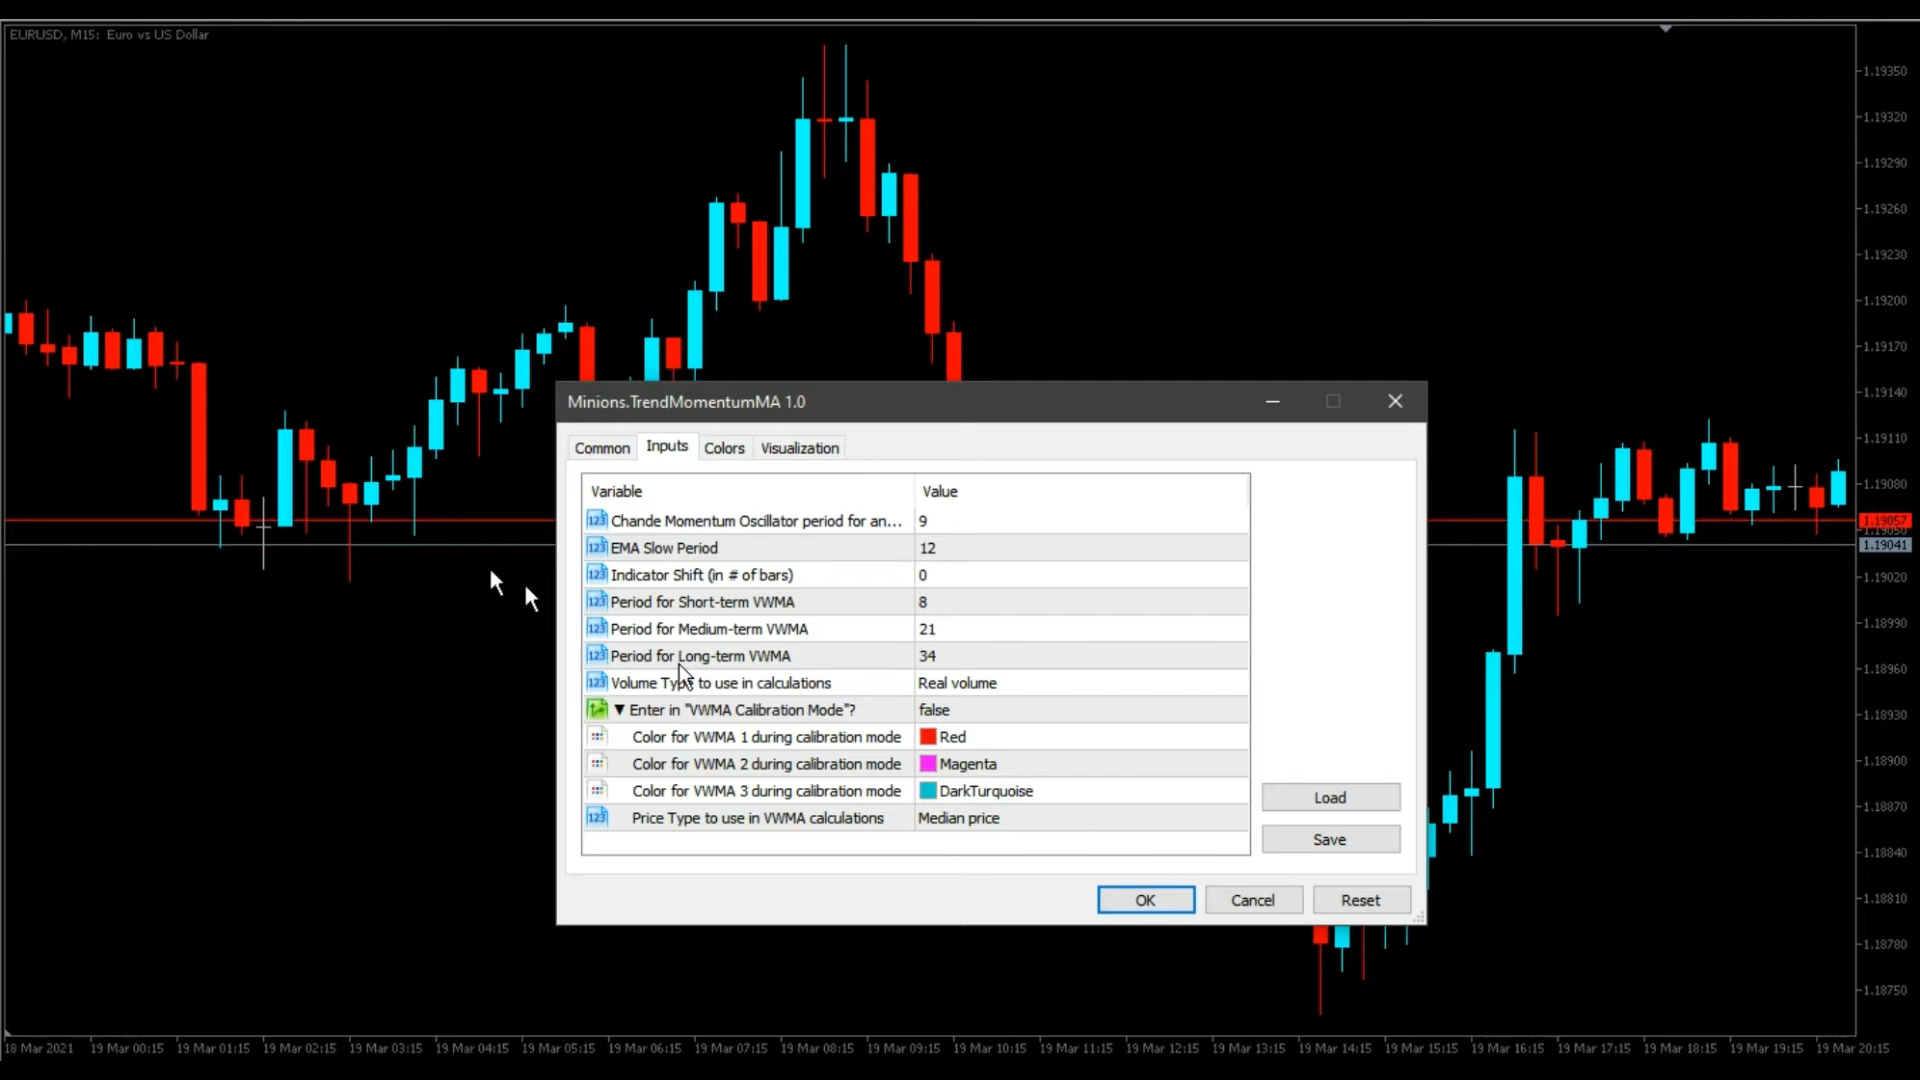 EURUSD, M15: Euro vs US Dollar
1.19350
1.19320
1.19290
1.19260
1.19230
1.19200
1.19170
1.19140
1.19110
1.19080
1.19057
1.19041
1.19020
1.18990
1.18960
1.18930
1.18900
1.18870
1.18840
1.18810
1.18780
1.18750
Minions.TrendMomentumMA 1.0
Common Inputs Colors Visualization
Variable Value
123 Chande Momentum Oscillator period for an... 9
123 EMA Slow Period 12
123 Indicator Shift (in # of bars) 0
123 Period for Short-term VWMA 8
123 Period for Medium-term VWMA 21
123 Period for Long-term VWMA 34
123 Volume Type to use in calculations Real volume
Enter in "VWMA Calibration Mode"? false
Color for VWMA 1 during calibration mode Red
Color for VWMA 2 during calibration mode Magenta
Color for VWMA 3 during calibration mode DarkTurquoise
123 Price Type to use in VWMA calculations Median price
Load
Save
OK Cancel Reset
18 Mar 2021 19 Mar 00:15 19 Mar 01:15 19 Mar 02:15 19 Mar 03:15 19 Mar 04:15 19 Mar 05:15 19 Mar 06:15 19 Mar 07:15 19 Mar 08:15 19 Mar 09:15 19 Mar 10:15 19 Mar 11:15 19 Mar 12:15 19 Mar 13:15 19 Mar 14:15 19 Mar 15:15 19 Mar 16:15 19 Mar 17:15 19 Mar 18:15 19 Mar 19:15 19 Mar 20:15